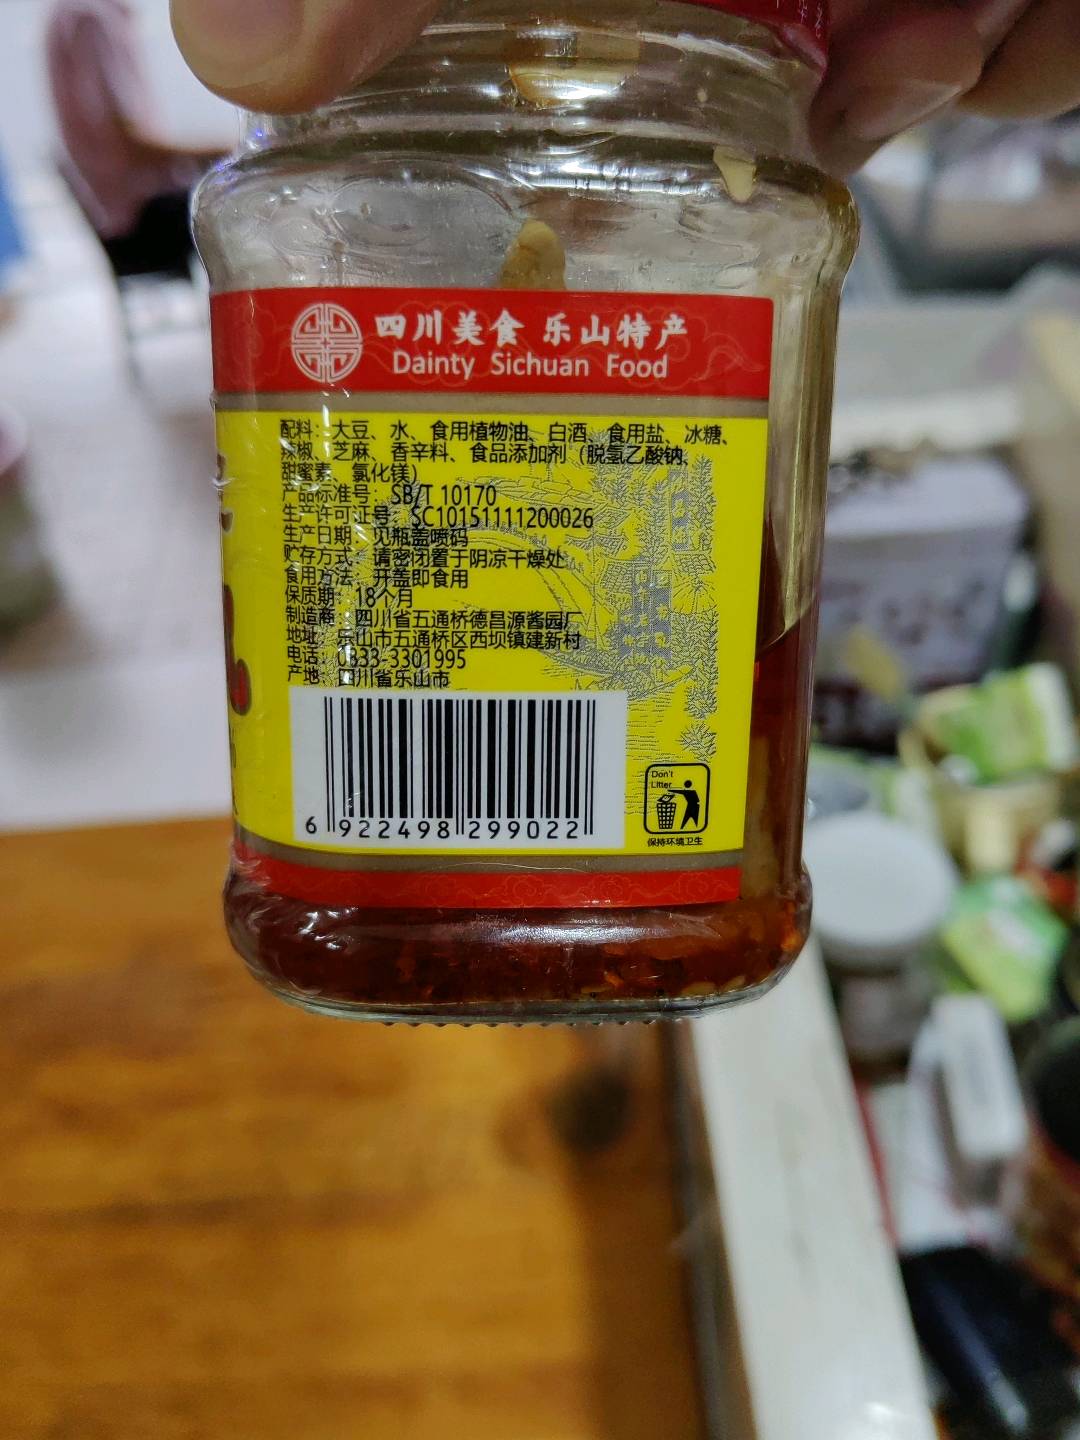 四川美食 乐山特产
Dainty Sichuan Food
配料：大豆、水、食用植物油、白酒、食用盐、冰糖、
辣椒、芝麻、香辛料、食品添加剂（脱氢乙酸钠、
甜蜜素、氯化镁）
产品标准号：SB/T 10170
生产许可证号：SC10151111200026
生产日期：见瓶盖喷码
贮存方式：请密闭置于阴凉干燥处
食用方法：开盖即食用
保质期：18个月
制造商：四川省五通桥德昌源酱园厂
地址：乐山市五通桥区西坝镇建新村
电话：0833-3301995
产地：四川省乐山市
6 922498 299022
Don't
Litter
保持环境卫生